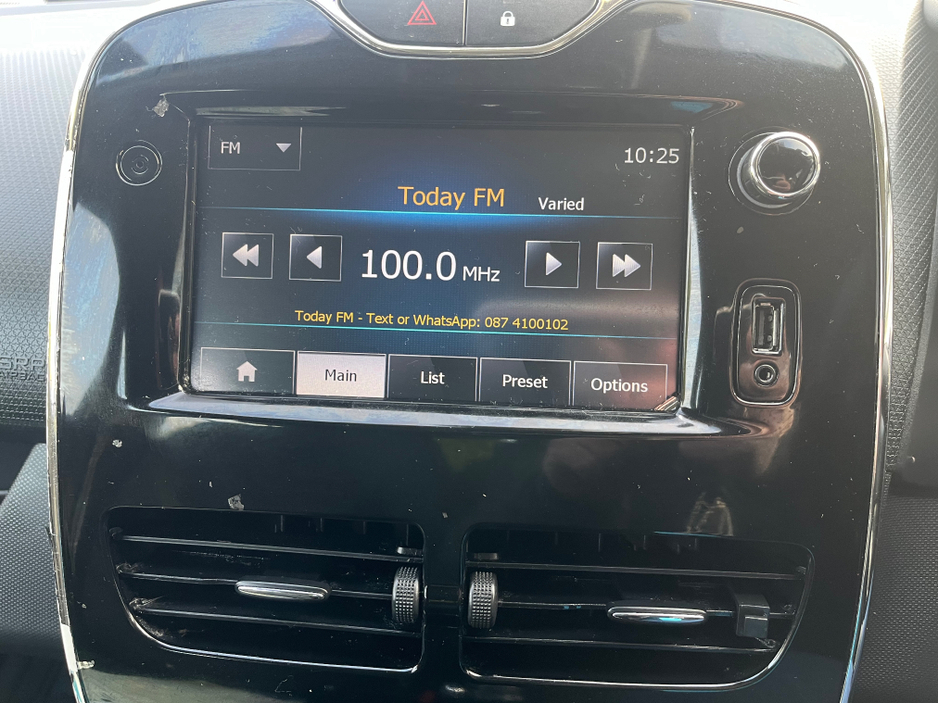 FM
10:25
Today FM Varied
100.0 MHz
Today FM - Text or WhatsApp: 087 4100102
Main List Preset Options